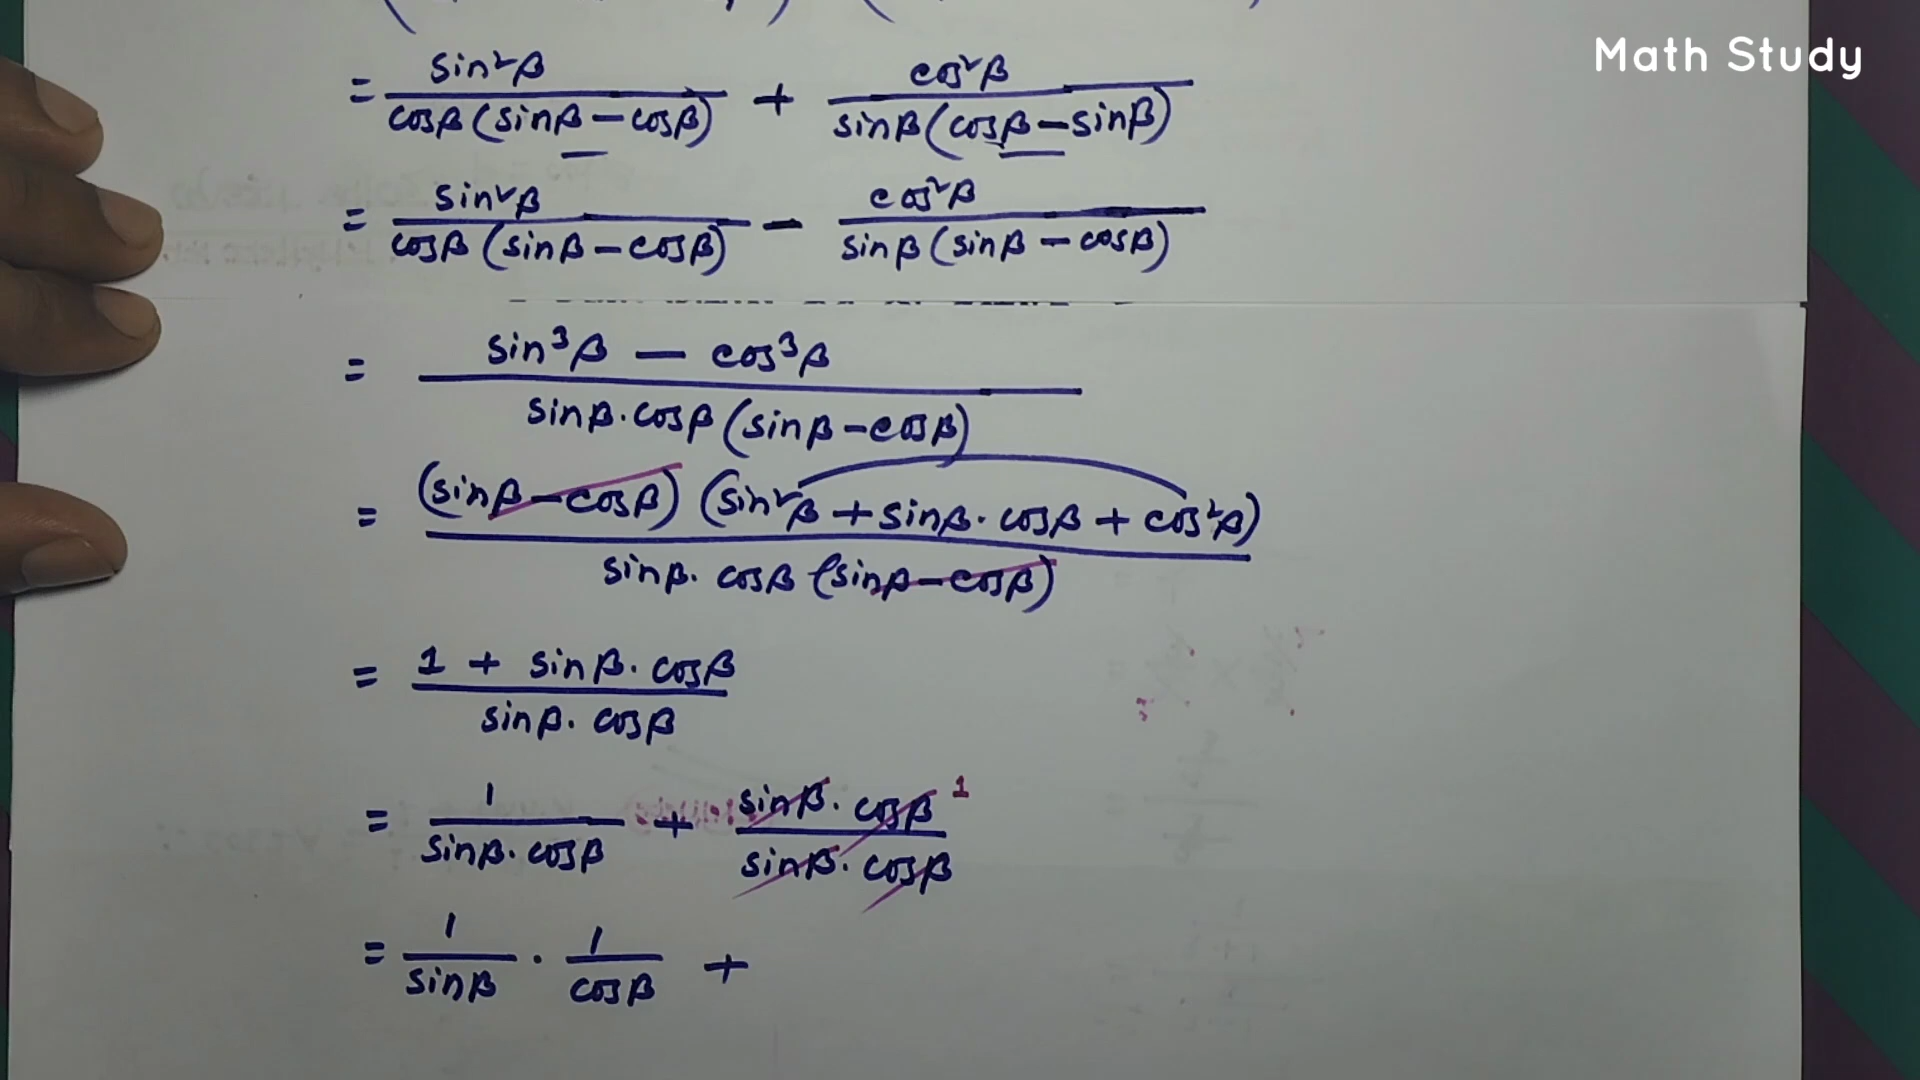 Math Study
= sin²β / cosβ(sinβ − cosβ) + cos²β / sinβ(cosβ − sinβ)
= sin²β / cosβ(sinβ − cosβ) − cos²β / sinβ(sinβ − cosβ)
= sin³β − cos³β / sinβ·cosβ(sinβ − cosβ)
= (sinβ − cosβ)(sin²β + sinβ·cosβ + cos²β) / sinβ·cosβ(sinβ − cosβ)
= 1 + sinβ·cosβ / sinβ·cosβ
= 1 / sinβ·cosβ + sinβ·cosβ / sinβ·cosβ 1
= 1 / sinβ · 1 / cosβ +